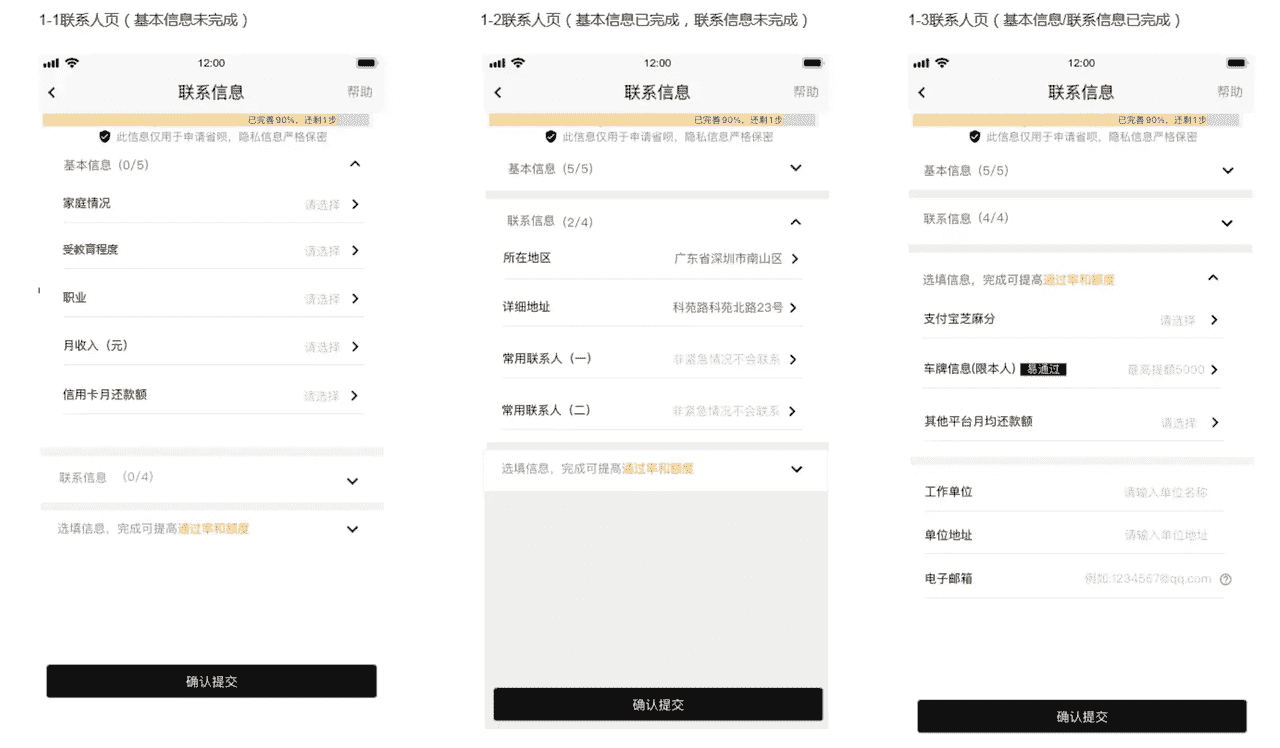 1-1联系人页（基本信息未完成）
12:00
联系信息
帮助
已完善90%，还剩1步
此信息仅用于申请省呗，隐私信息严格保密
基本信息（0/5）
家庭情况 请选择
受教育程度 请选择
职业 请选择
月收入（元） 请选择
信用卡月还款额 请选择
联系信息 （0/4）
选填信息，完成可提高通过率和额度
确认提交
1-2联系人页（基本信息已完成，联系信息未完成）
12:00
联系信息
帮助
已完善90%，还剩1步
此信息仅用于申请省呗，隐私信息严格保密
基本信息（5/5）
联系信息（2/4）
所在地区 广东省深圳市南山区
详细地址 科苑路科苑北路23号
常用联系人（一） 非紧急情况不会联系
常用联系人（二） 非紧急情况不会联系
选填信息，完成可提高通过率和额度
确认提交
1-3联系人页（基本信息/联系信息已完成）
12:00
联系信息
帮助
已完善90%，还剩1步
此信息仅用于申请省呗，隐私信息严格保密
基本信息（5/5）
联系信息（4/4）
选填信息，完成可提高通过率和额度
支付宝芝麻分 请选择
车牌信息(限本人) 易通过 最高提额5000
其他平台月均还款额 请选择
工作单位 请输入单位名称
单位地址 请输入单位地址
电子邮箱 例如:1234567@qq.com
确认提交